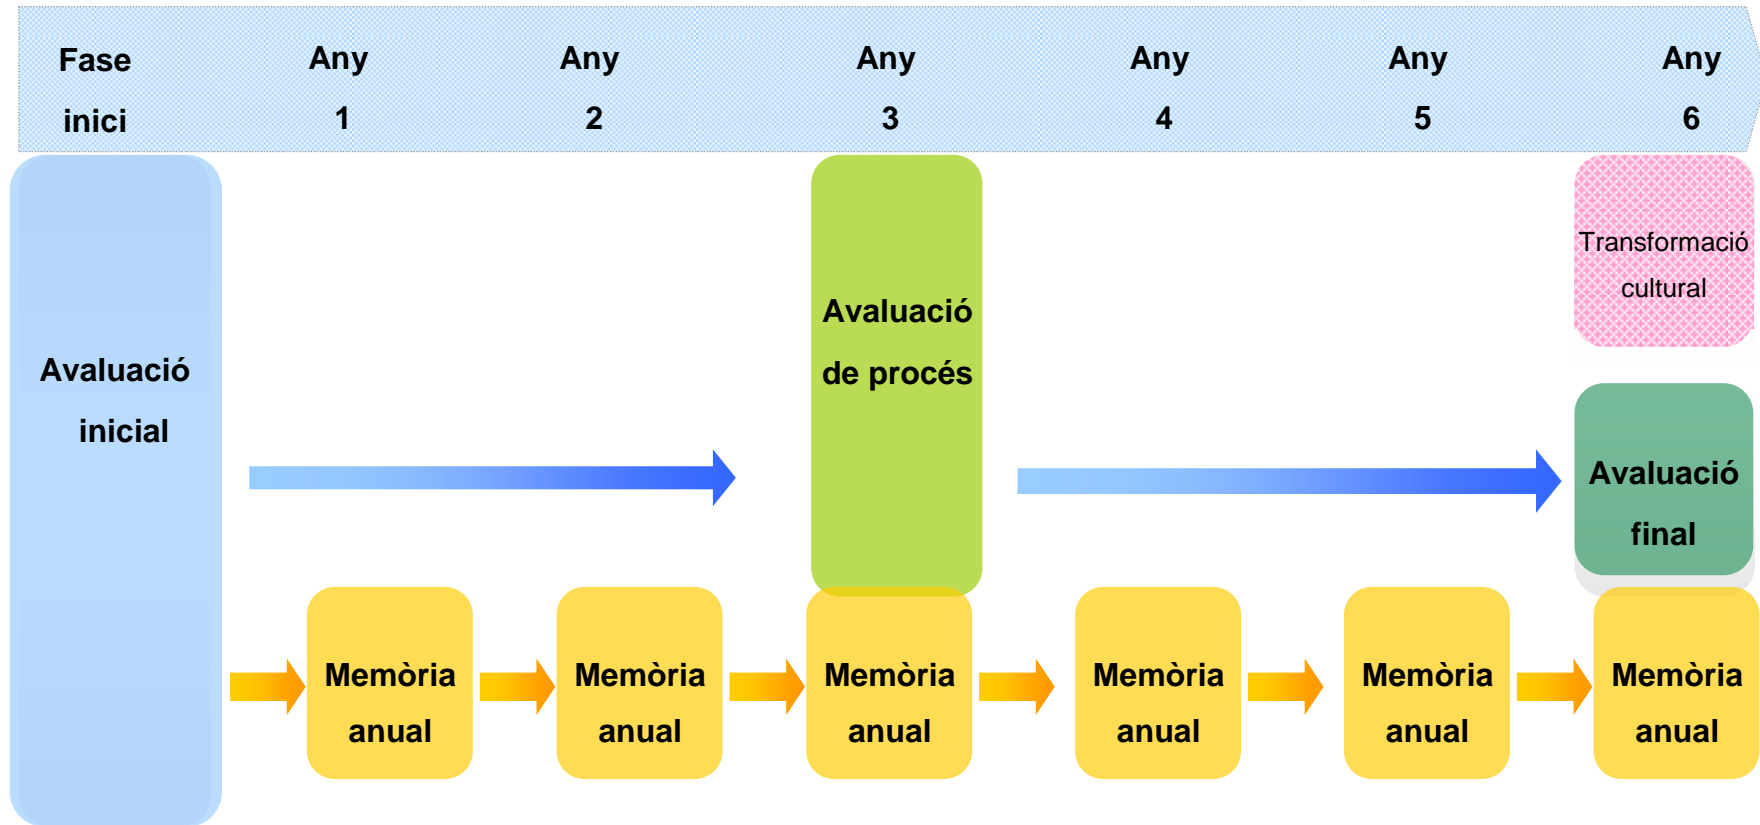 Fase
inici
Any
1
Any
2
Any
3
Any
4
Any
5
Any
6
Avaluació
inicial
Avaluació
de procés
Transformació
cultural
Avaluació
final
Memòria
anual
Memòria
anual
Memòria
anual
Memòria
anual
Memòria
anual
Memòria
anual